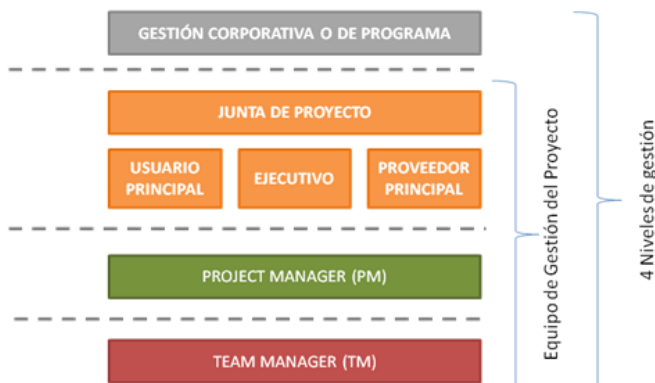 GESTIÓN CORPORATIVA O DE PROGRAMA
JUNTA DE PROYECTO
USUARIO
PRINCIPAL
EJECUTIVO
PROVEEDOR
PRINCIPAL
PROJECT MANAGER (PM)
TEAM MANAGER (TM)
Equipo de Gestión del Proyecto
4 Niveles de gestión